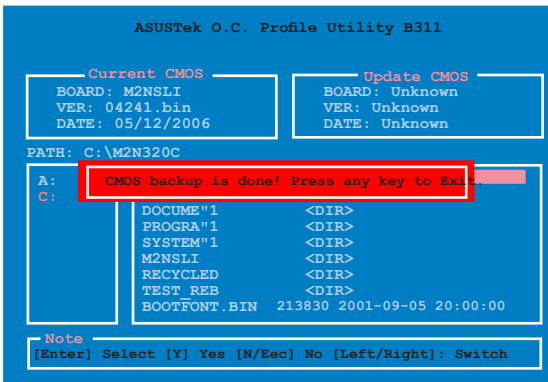 ASUSTek O.C. Profile Utility B311
Current CMOS
BOARD: M2NSLI
VER: 04241.bin
DATE: 05/12/2006
Update CMOS
BOARD: Unknown
VER: Unknown
DATE: Unknown
PATH: C:\M2N320C
A:
C:
CMOS backup is done! Press any key to Exit.
DOCUME"1 <DIR>
PROGRA"1 <DIR>
SYSTEM"1 <DIR>
M2NSLI <DIR>
RECYCLED <DIR>
TEST_REB <DIR>
BOOTFONT.BIN 213830 2001-09-05 20:00:00
Note
[Enter] Select [Y] Yes [N/Eec] No [Left/Right]: Switch